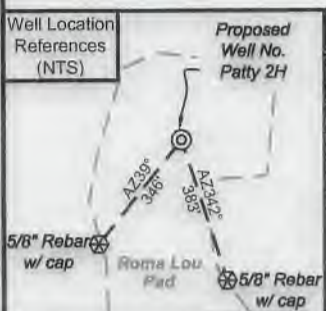 Well Location
References
(NTS)
Proposed
Well No.
Patty 2H
AZ39°
346'
AZ342°
383'
5/8" Rebar
w/ cap
Roma Lou
Pad
5/8" Rebar
w/ cap